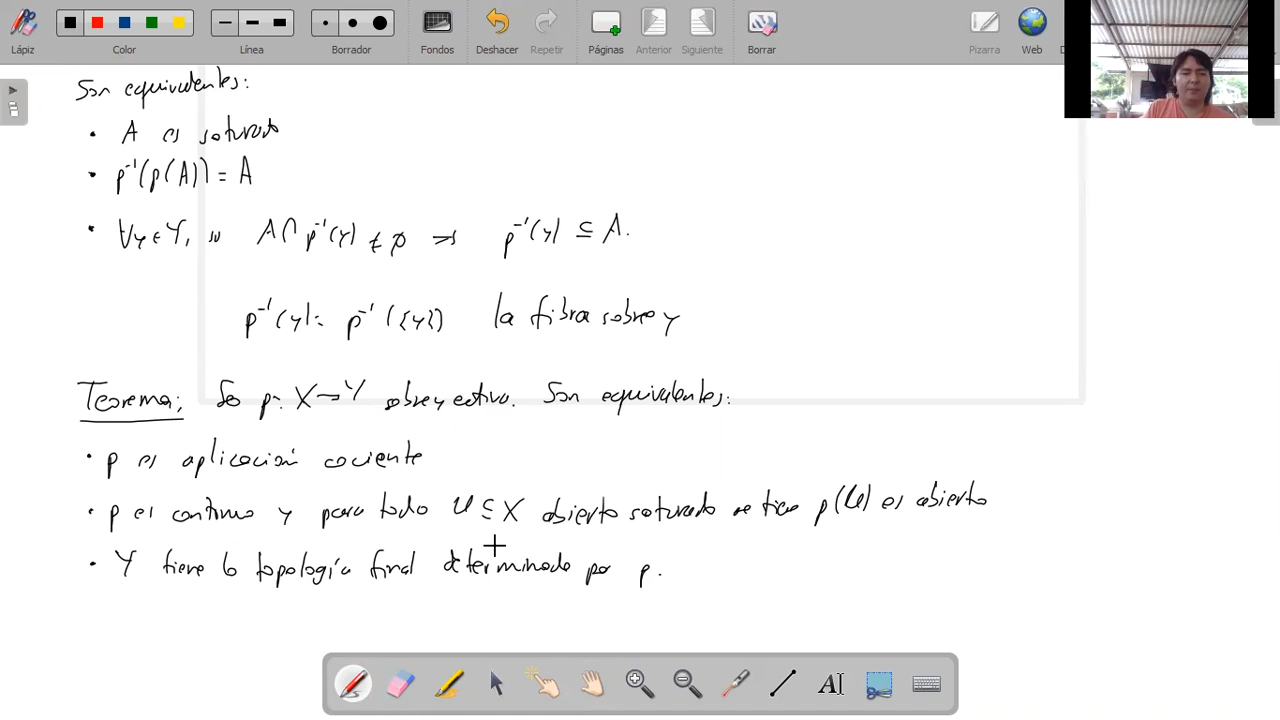 Lápiz Color Línea Borrador Fondos Deshacer Repetir Páginas Anterior Siguiente Borrar Pizarra Web
Son equivalentes:
• A es saturado
• p⁻¹(p(A)) = A
• ∀y∈Y, si A∩p⁻¹(y) ≠ ∅ ⇒ p⁻¹(y) ⊆ A.
p⁻¹(y) = p⁻¹({y}) la fibra sobre y
Teorema: Sea p: X → Y sobreyectiva. Son equivalentes:
• p es aplicación cociente
• p es continua y para todo U ⊆ X abierto saturado se tiene p(U) es abierto
• Y tiene la topología final determinada por p.